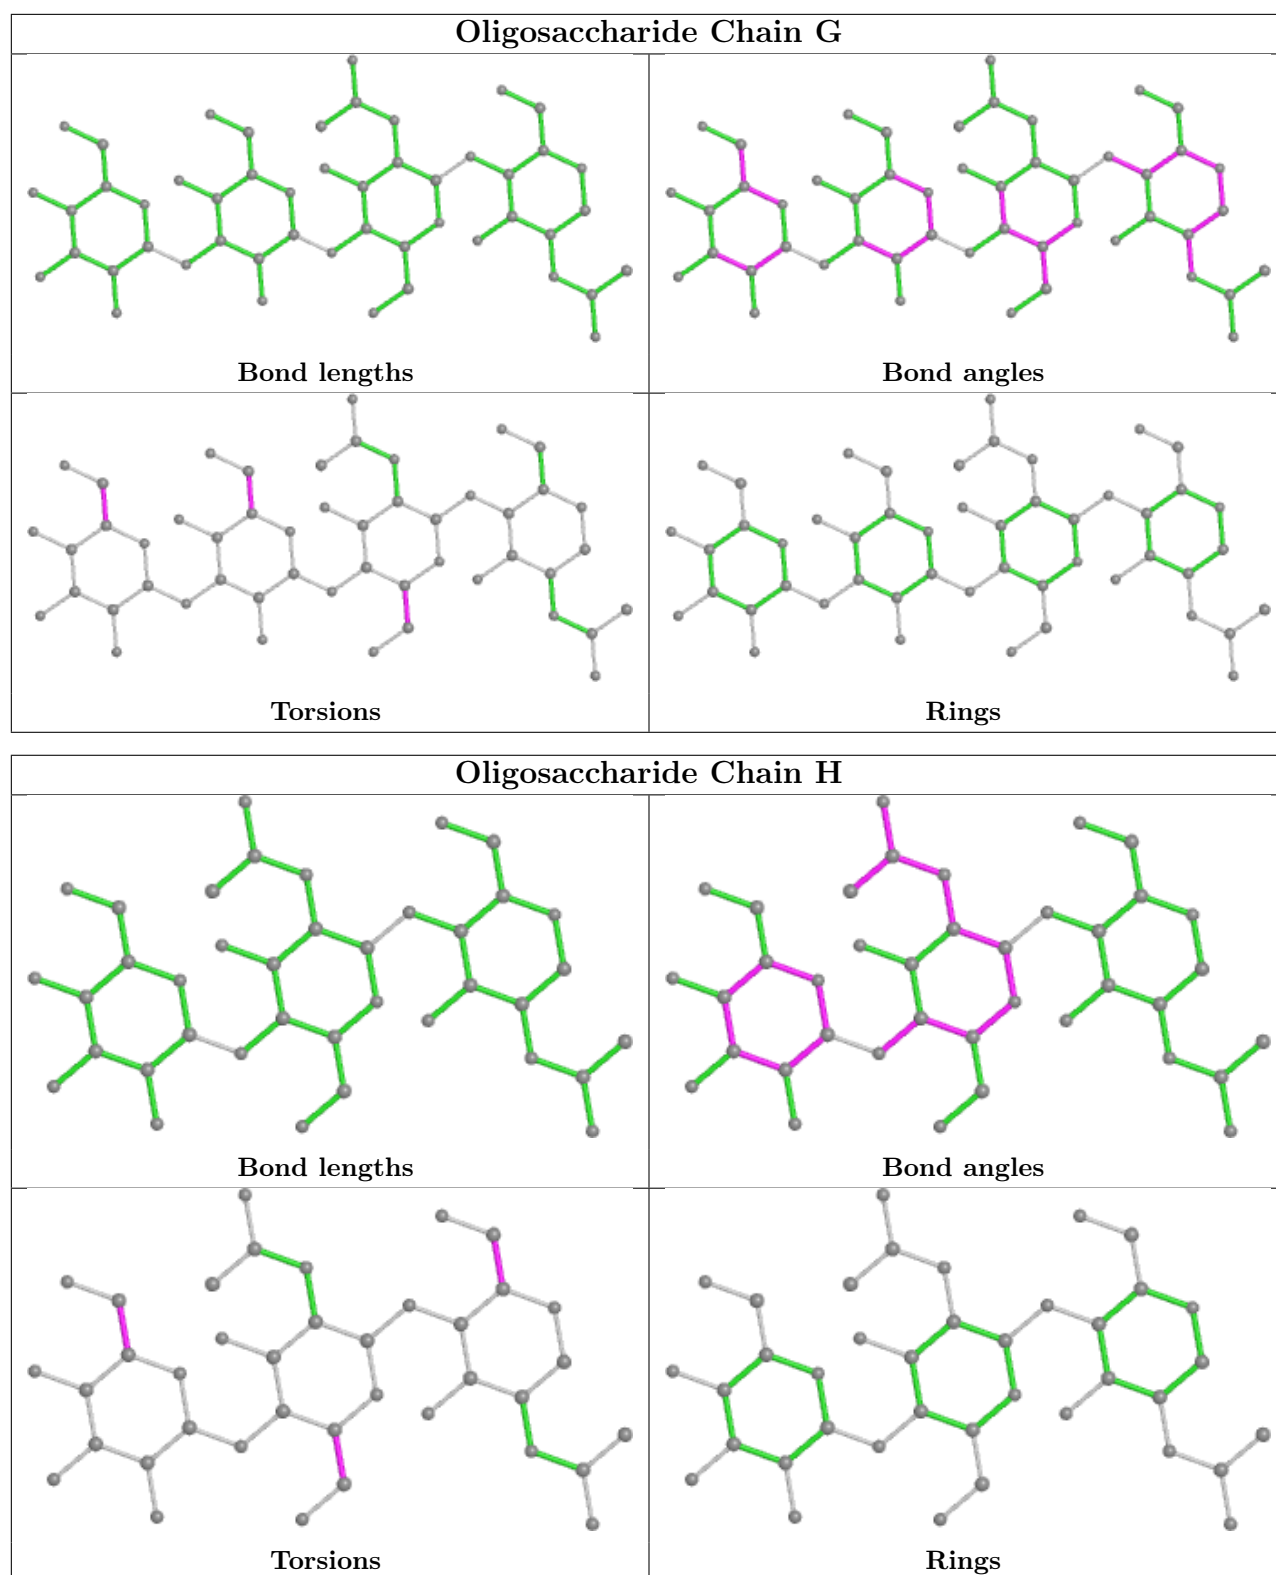 Oligosaccharide Chain G
Bond lengths
Bond angles
Torsions
Rings
Oligosaccharide Chain H
Bond lengths
Bond angles
Torsions
Rings